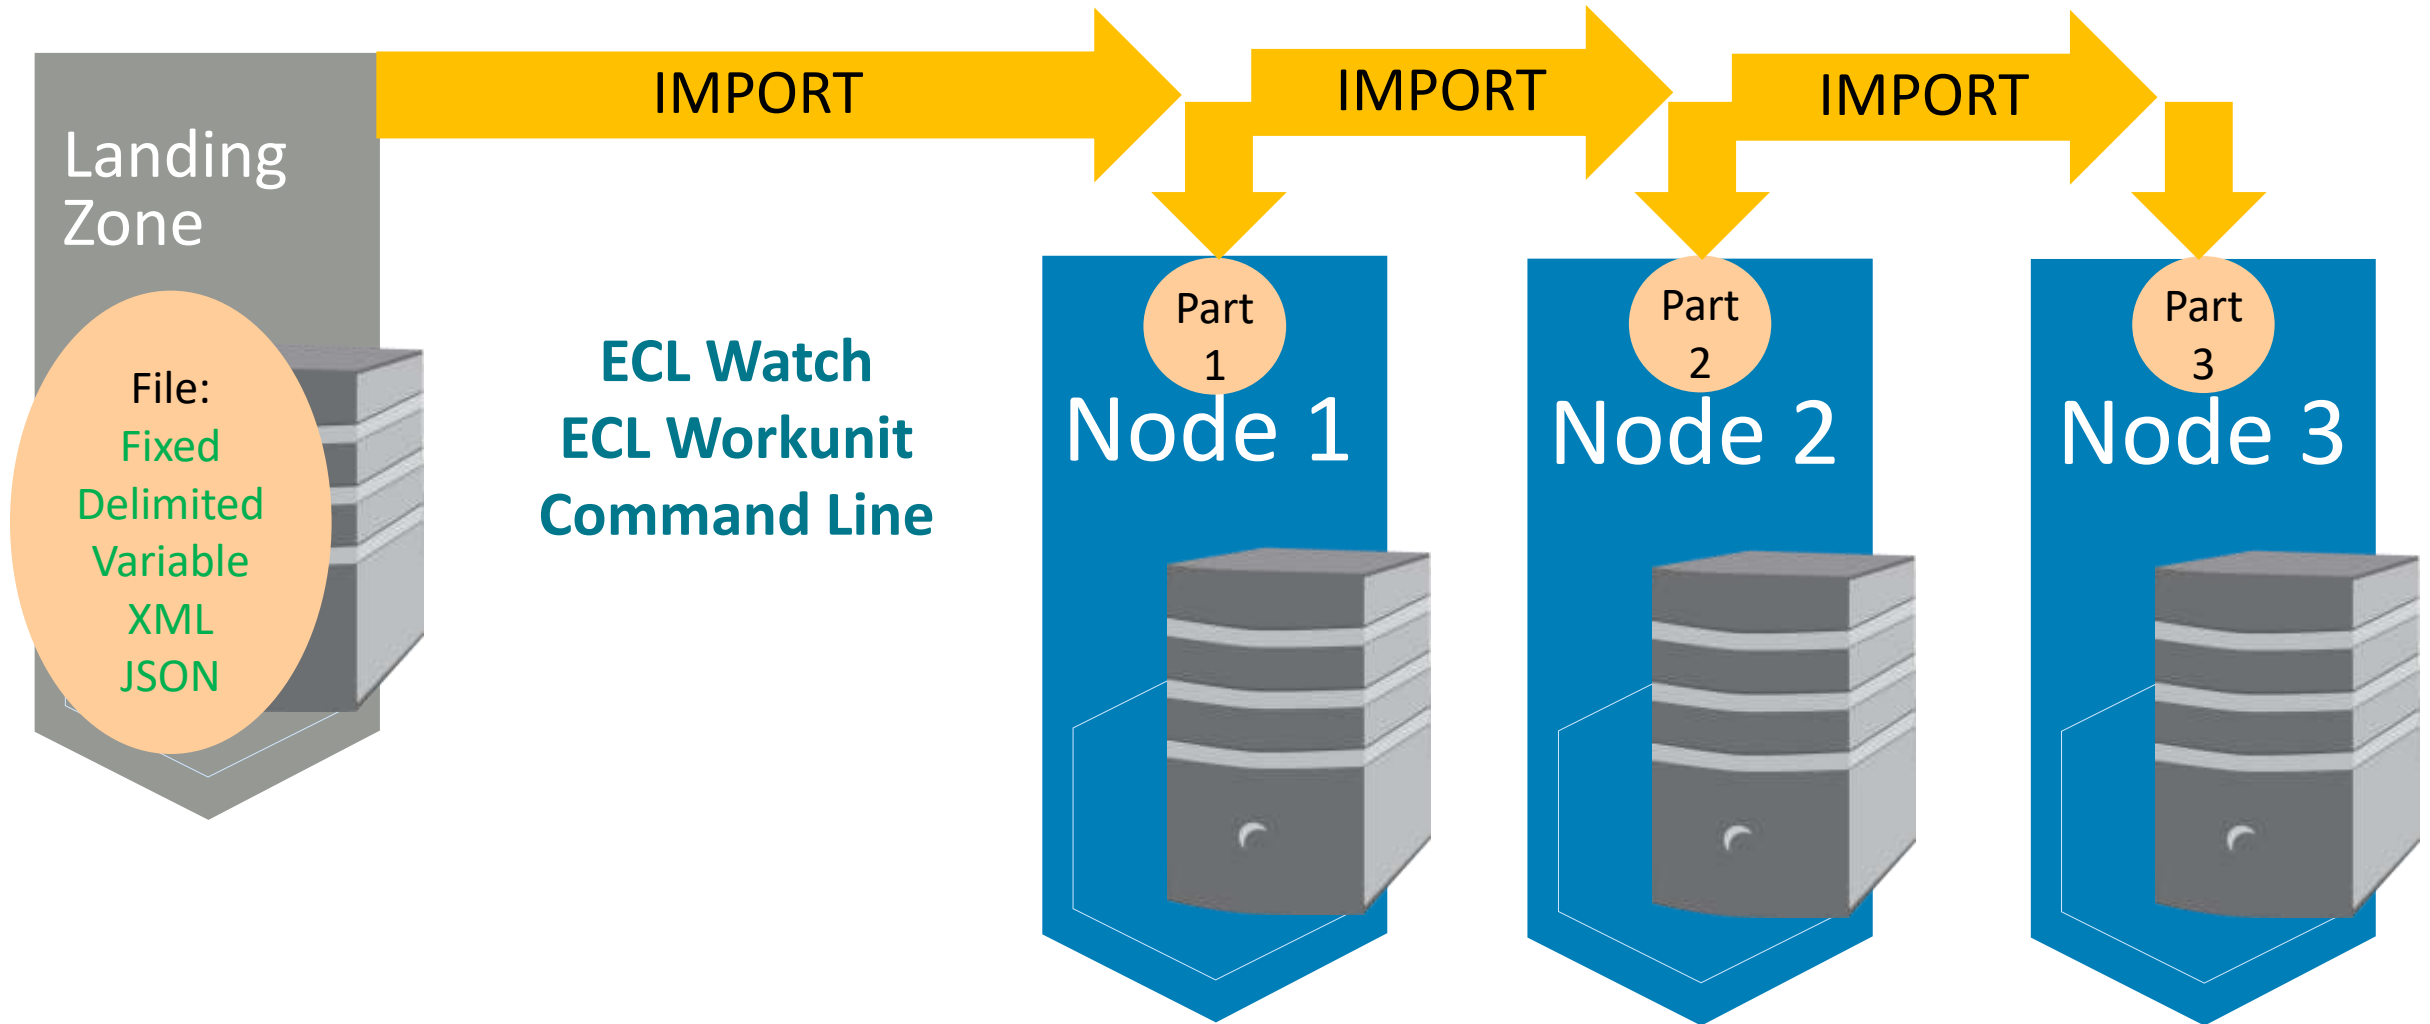 IMPORT
IMPORT
IMPORT
Landing
Zone
File:
Fixed
Delimited
Variable
XML
JSON
ECL Watch
ECL Workunit
Command Line
Part
1
Node 1
Part
2
Node 2
Part
3
Node 3